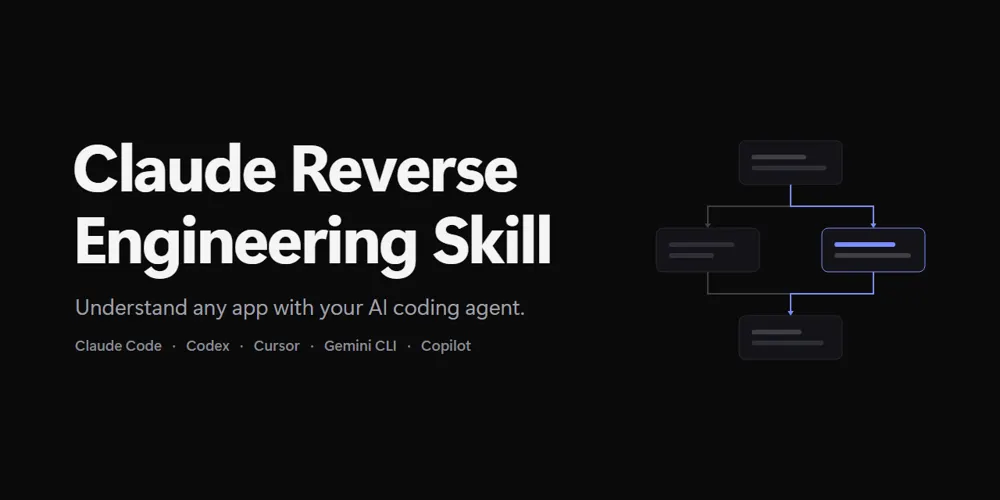 Claude Reverse
Engineering Skill
Understand any app with your AI coding agent.
Claude Code · Codex · Cursor · Gemini CLI · Copilot